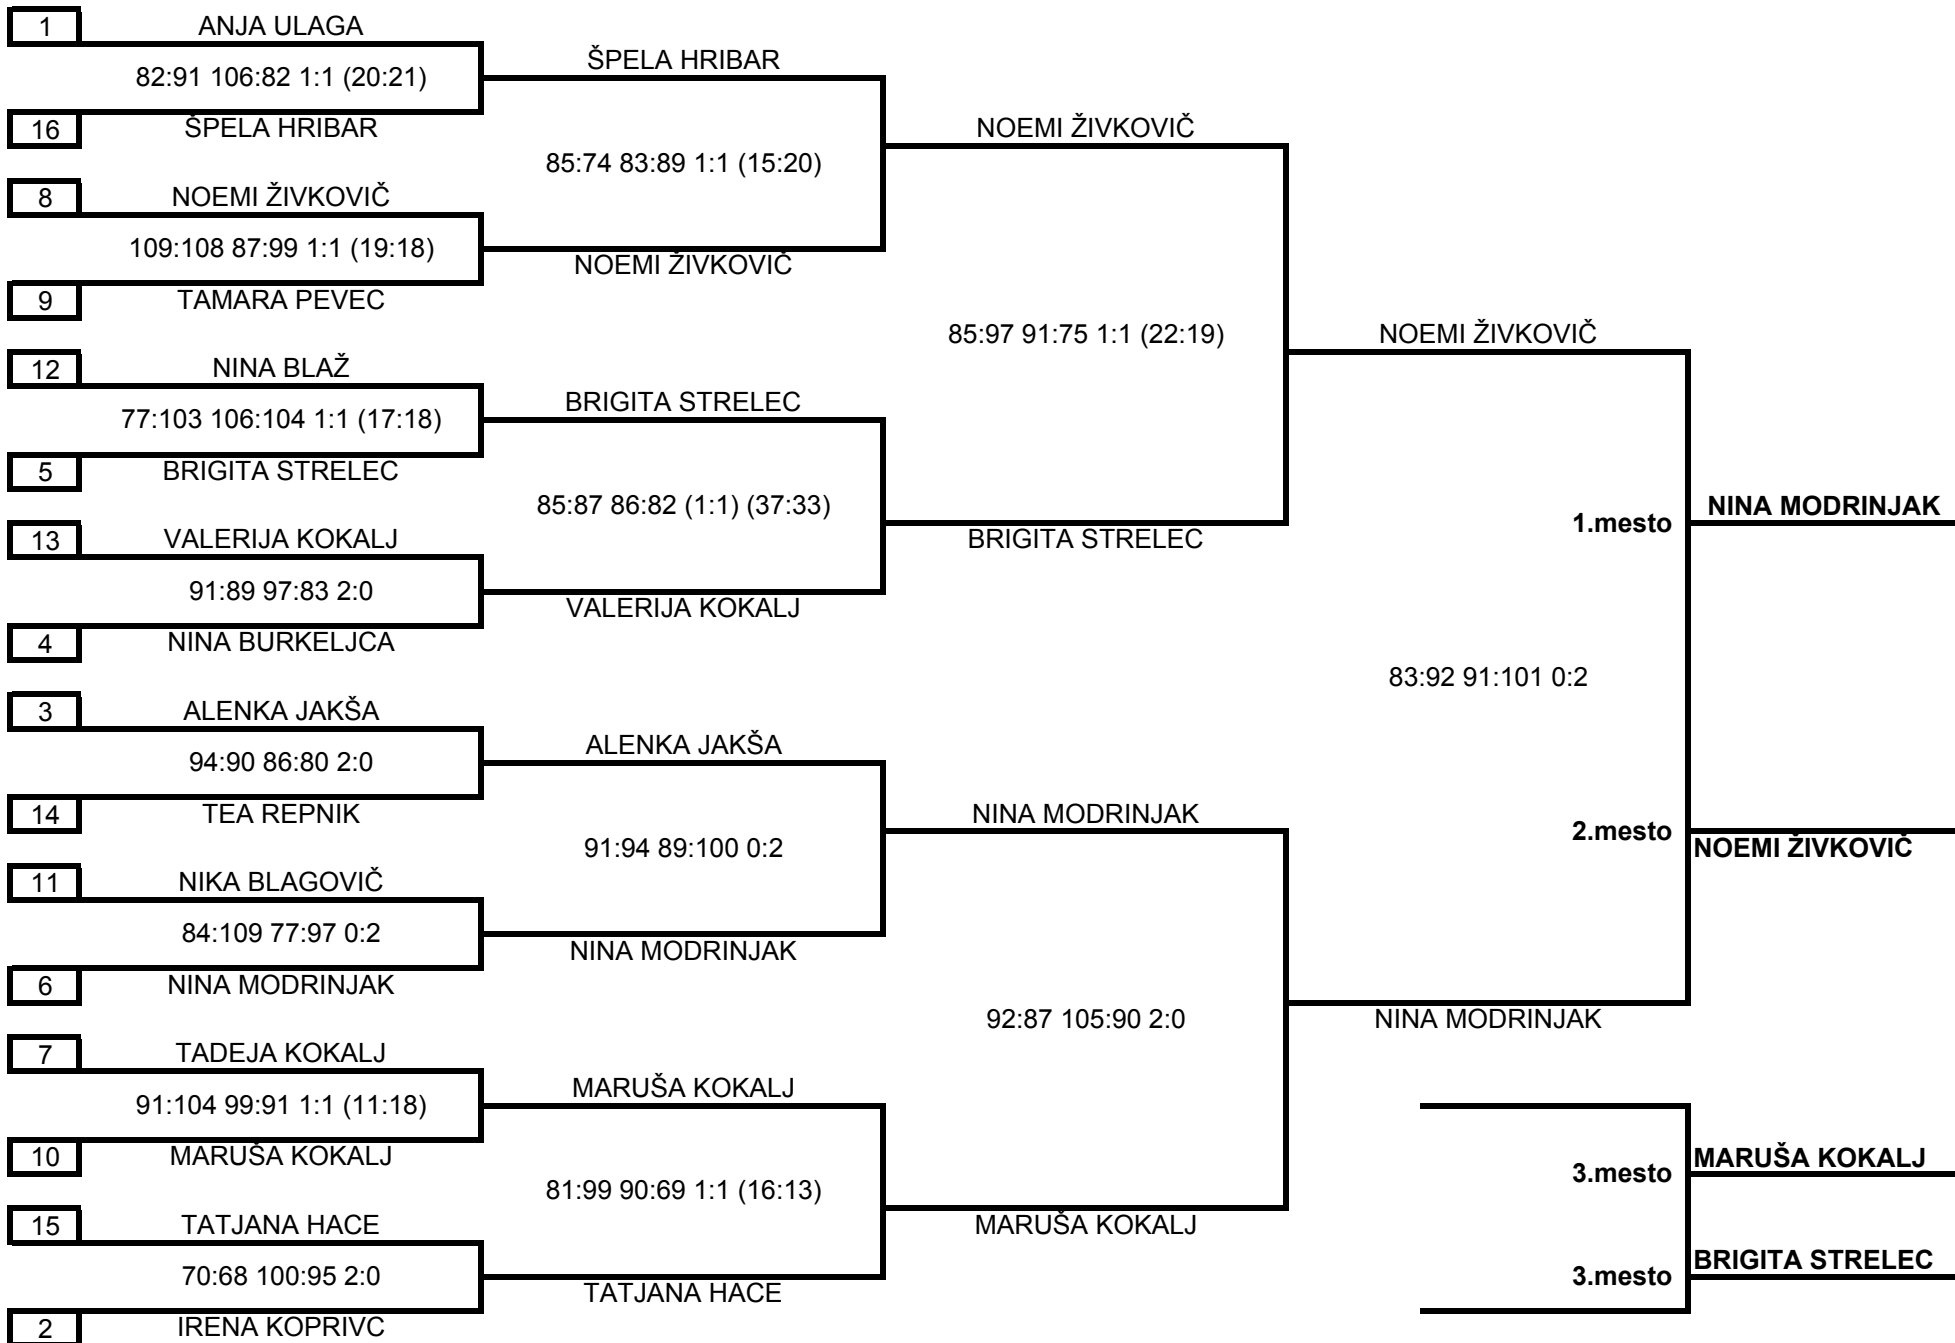 1 ANJA ULAGA
82:91 106:82 1:1 (20:21)
16 ŠPELA HRIBAR
8 NOEMI ŽIVKOVIČ
109:108 87:99 1:1 (19:18)
9 TAMARA PEVEC
12 NINA BLAŽ
77:103 106:104 1:1 (17:18)
5 BRIGITA STRELEC
13 VALERIJA KOKALJ
91:89 97:83 2:0
4 NINA BURKELJCA
3 ALENKA JAKŠA
94:90 86:80 2:0
14 TEA REPNIK
11 NIKA BLAGOVIČ
84:109 77:97 0:2
6 NINA MODRINJAK
7 TADEJA KOKALJ
91:104 99:91 1:1 (11:18)
10 MARUŠA KOKALJ
15 TATJANA HACE
70:68 100:95 2:0
2 IRENA KOPRIVC
ŠPELA HRIBAR
85:74 83:89 1:1 (15:20)
NOEMI ŽIVKOVIČ
BRIGITA STRELEC
85:87 86:82 (1:1) (37:33)
VALERIJA KOKALJ
ALENKA JAKŠA
91:94 89:100 0:2
NINA MODRINJAK
MARUŠA KOKALJ
81:99 90:69 1:1 (16:13)
TATJANA HACE
NOEMI ŽIVKOVIČ
85:97 91:75 1:1 (22:19)
BRIGITA STRELEC
NINA MODRINJAK
92:87 105:90 2:0
MARUŠA KOKALJ
NOEMI ŽIVKOVIČ
83:92 91:101 0:2
NINA MODRINJAK
1.mesto NINA MODRINJAK
2.mesto NOEMI ŽIVKOVIČ
3.mesto MARUŠA KOKALJ
3.mesto BRIGITA STRELEC